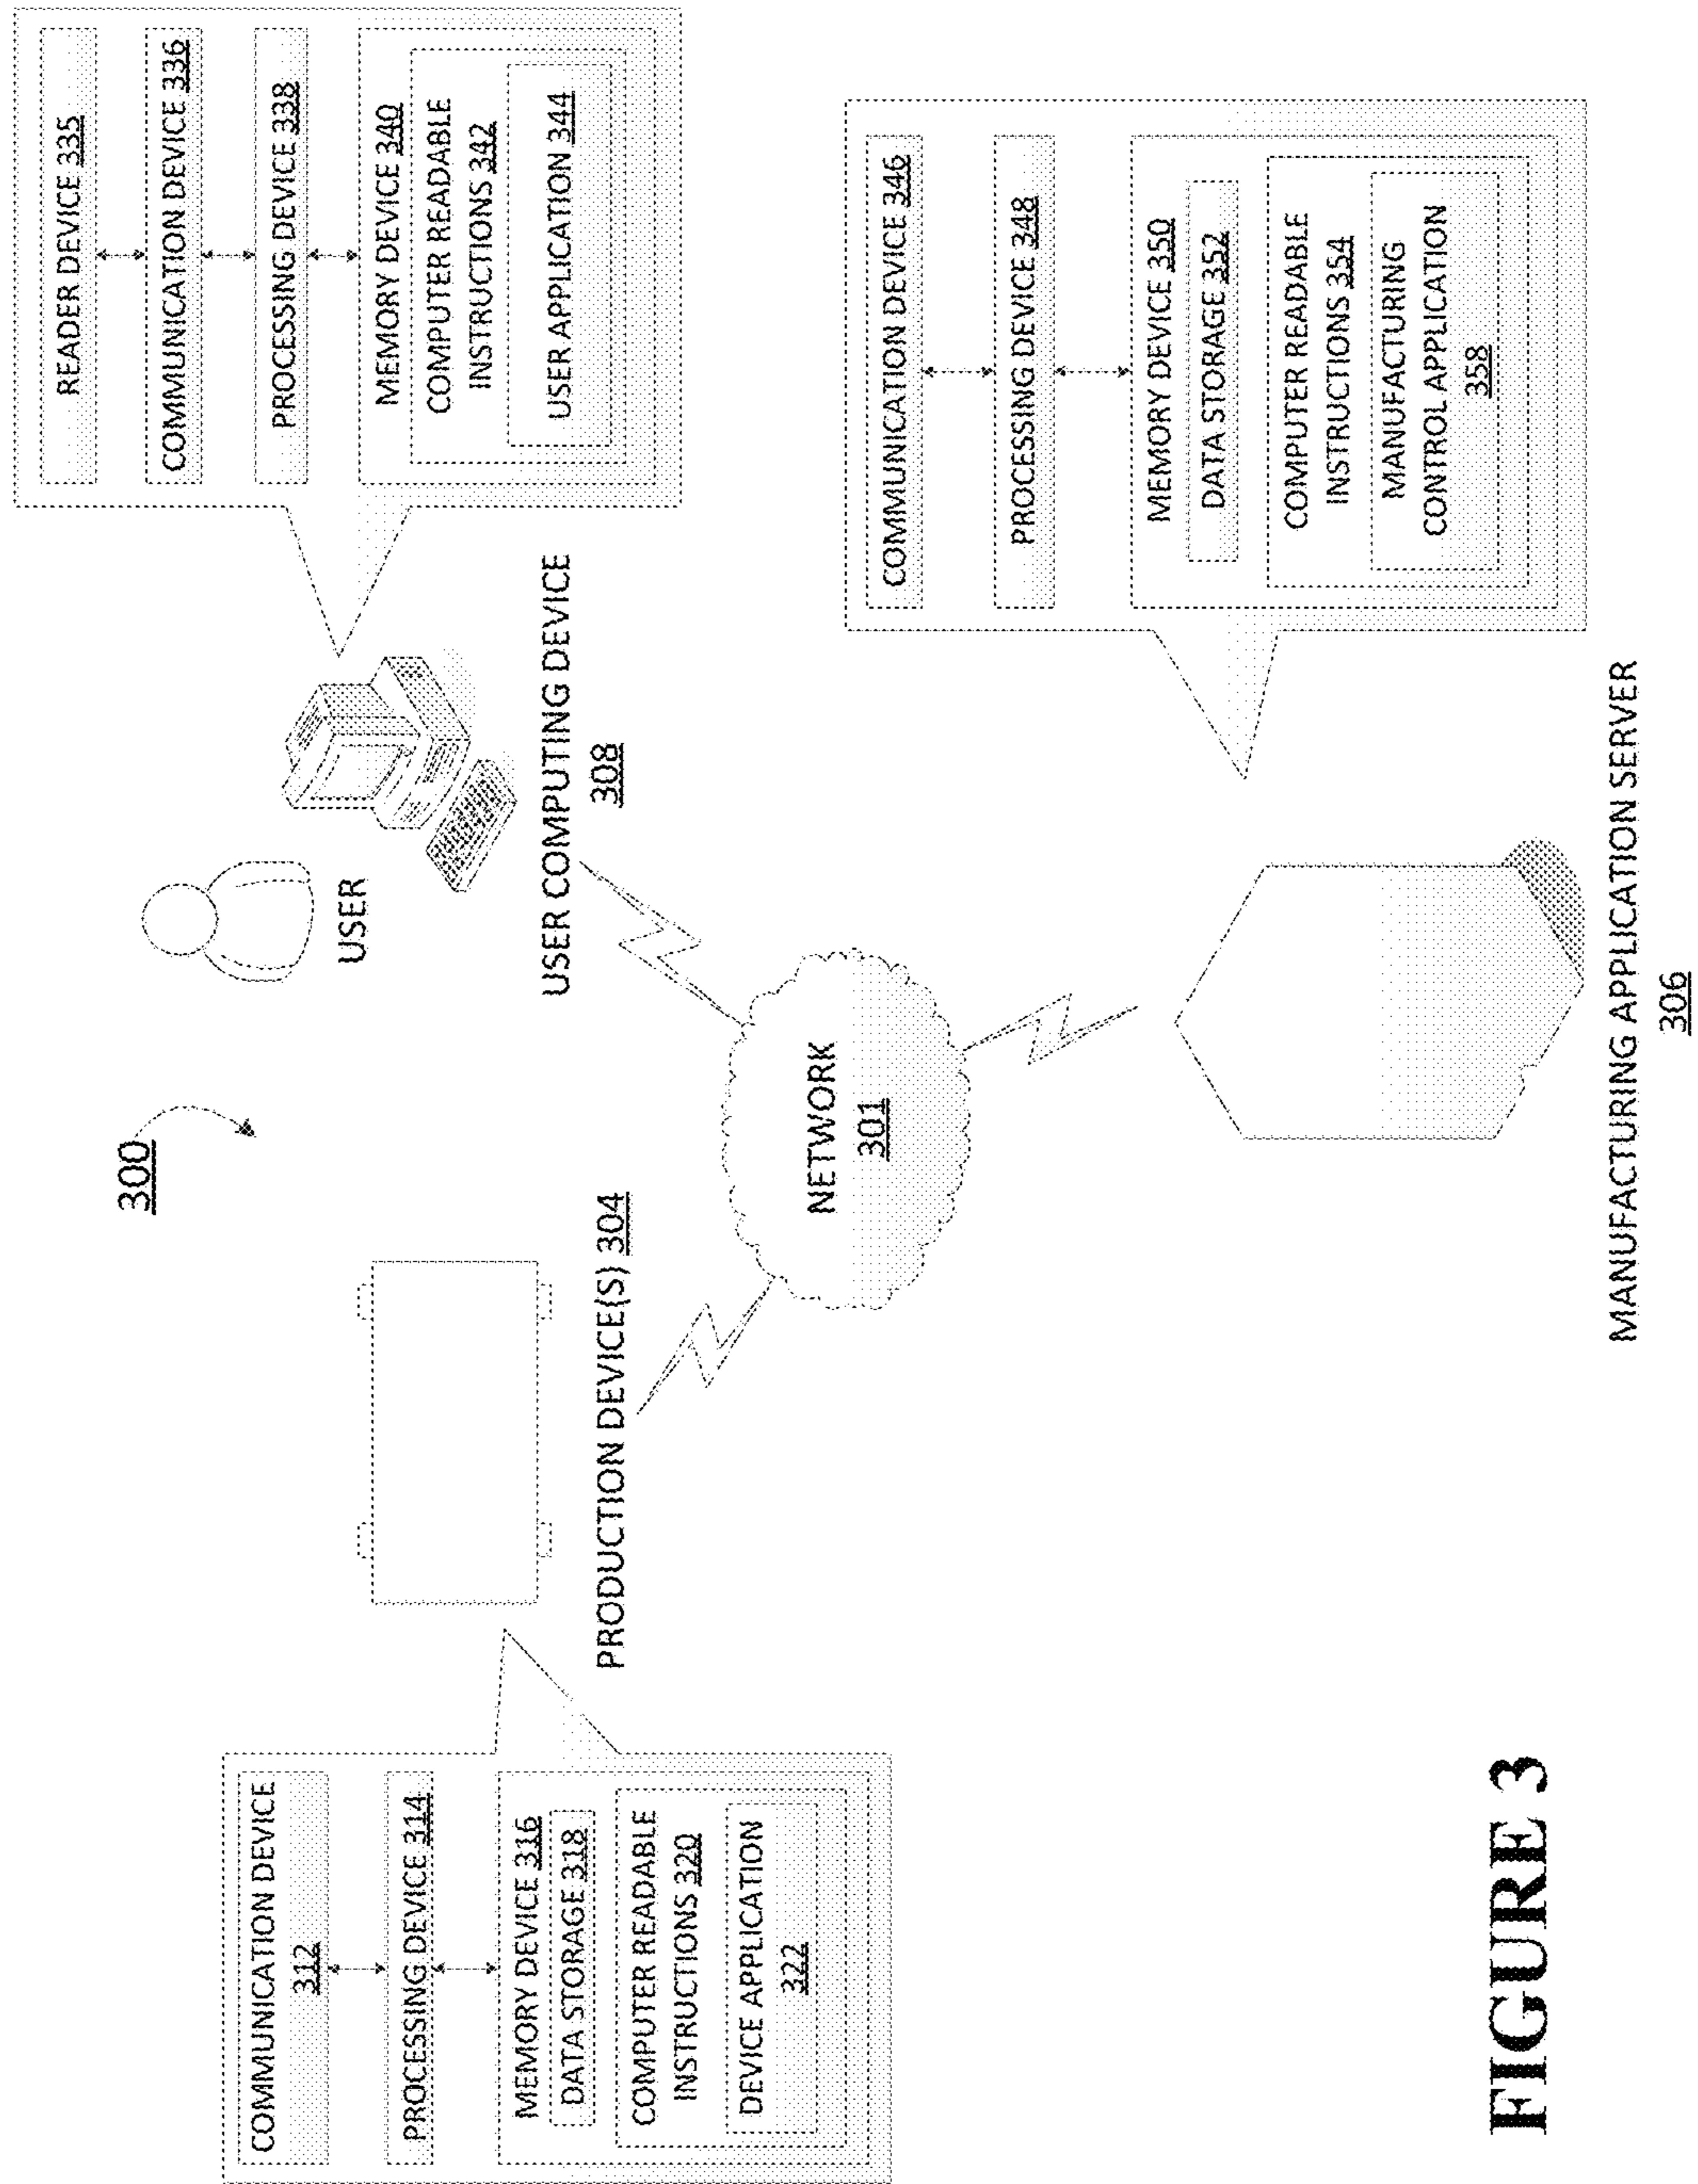 300
COMMUNICATION DEVICE
312
PROCESSING DEVICE 314
MEMORY DEVICE 316
DATA STORAGE 318
COMPUTER READABLE
INSTRUCTIONS 320
DEVICE APPLICATION
322
PRODUCTION DEVICE(S) 304
USER
USER COMPUTING DEVICE
308
READER DEVICE 335
COMMUNICATION DEVICE 336
PROCESSING DEVICE 338
MEMORY DEVICE 340
COMPUTER READABLE
INSTRUCTIONS 342
USER APPLICATION 344
NETWORK
301
COMMUNICATION DEVICE 346
PROCESSING DEVICE 348
MEMORY DEVICE 350
DATA STORAGE 352
COMPUTER READABLE
INSTRUCTIONS 354
MANUFACTURING
CONTROL APPLICATION
358
MANUFACTURING APPLICATION SERVER
306
FIGURE 3